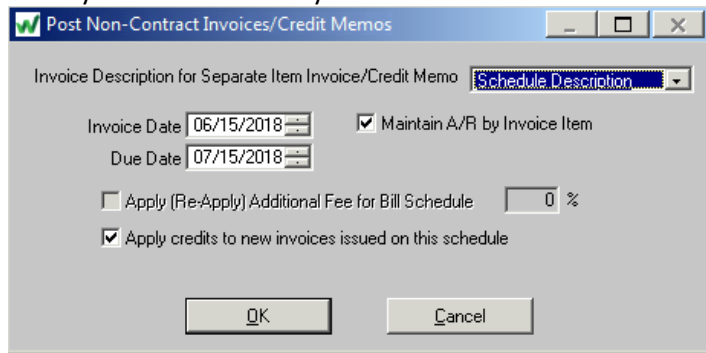 Post Non-Contract Invoices/Credit Memos
Invoice Description for Separate Item Invoice/Credit Memo Schedule Description
Invoice Date 06/15/2018 Maintain A/R by Invoice Item
Due Date 07/15/2018
Apply (Re-Apply) Additional Fee for Bill Schedule 0 %
Apply credits to new invoices issued on this schedule
OK Cancel